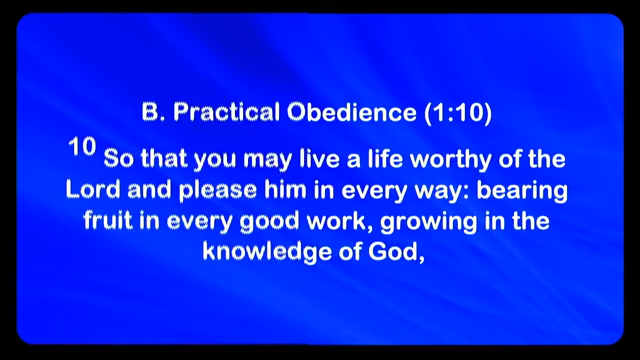 B. Practical Obedience (1:10)
10 So that you may live a life worthy of the
Lord and please him in every way: bearing
fruit in every good work, growing in the
knowledge of God,